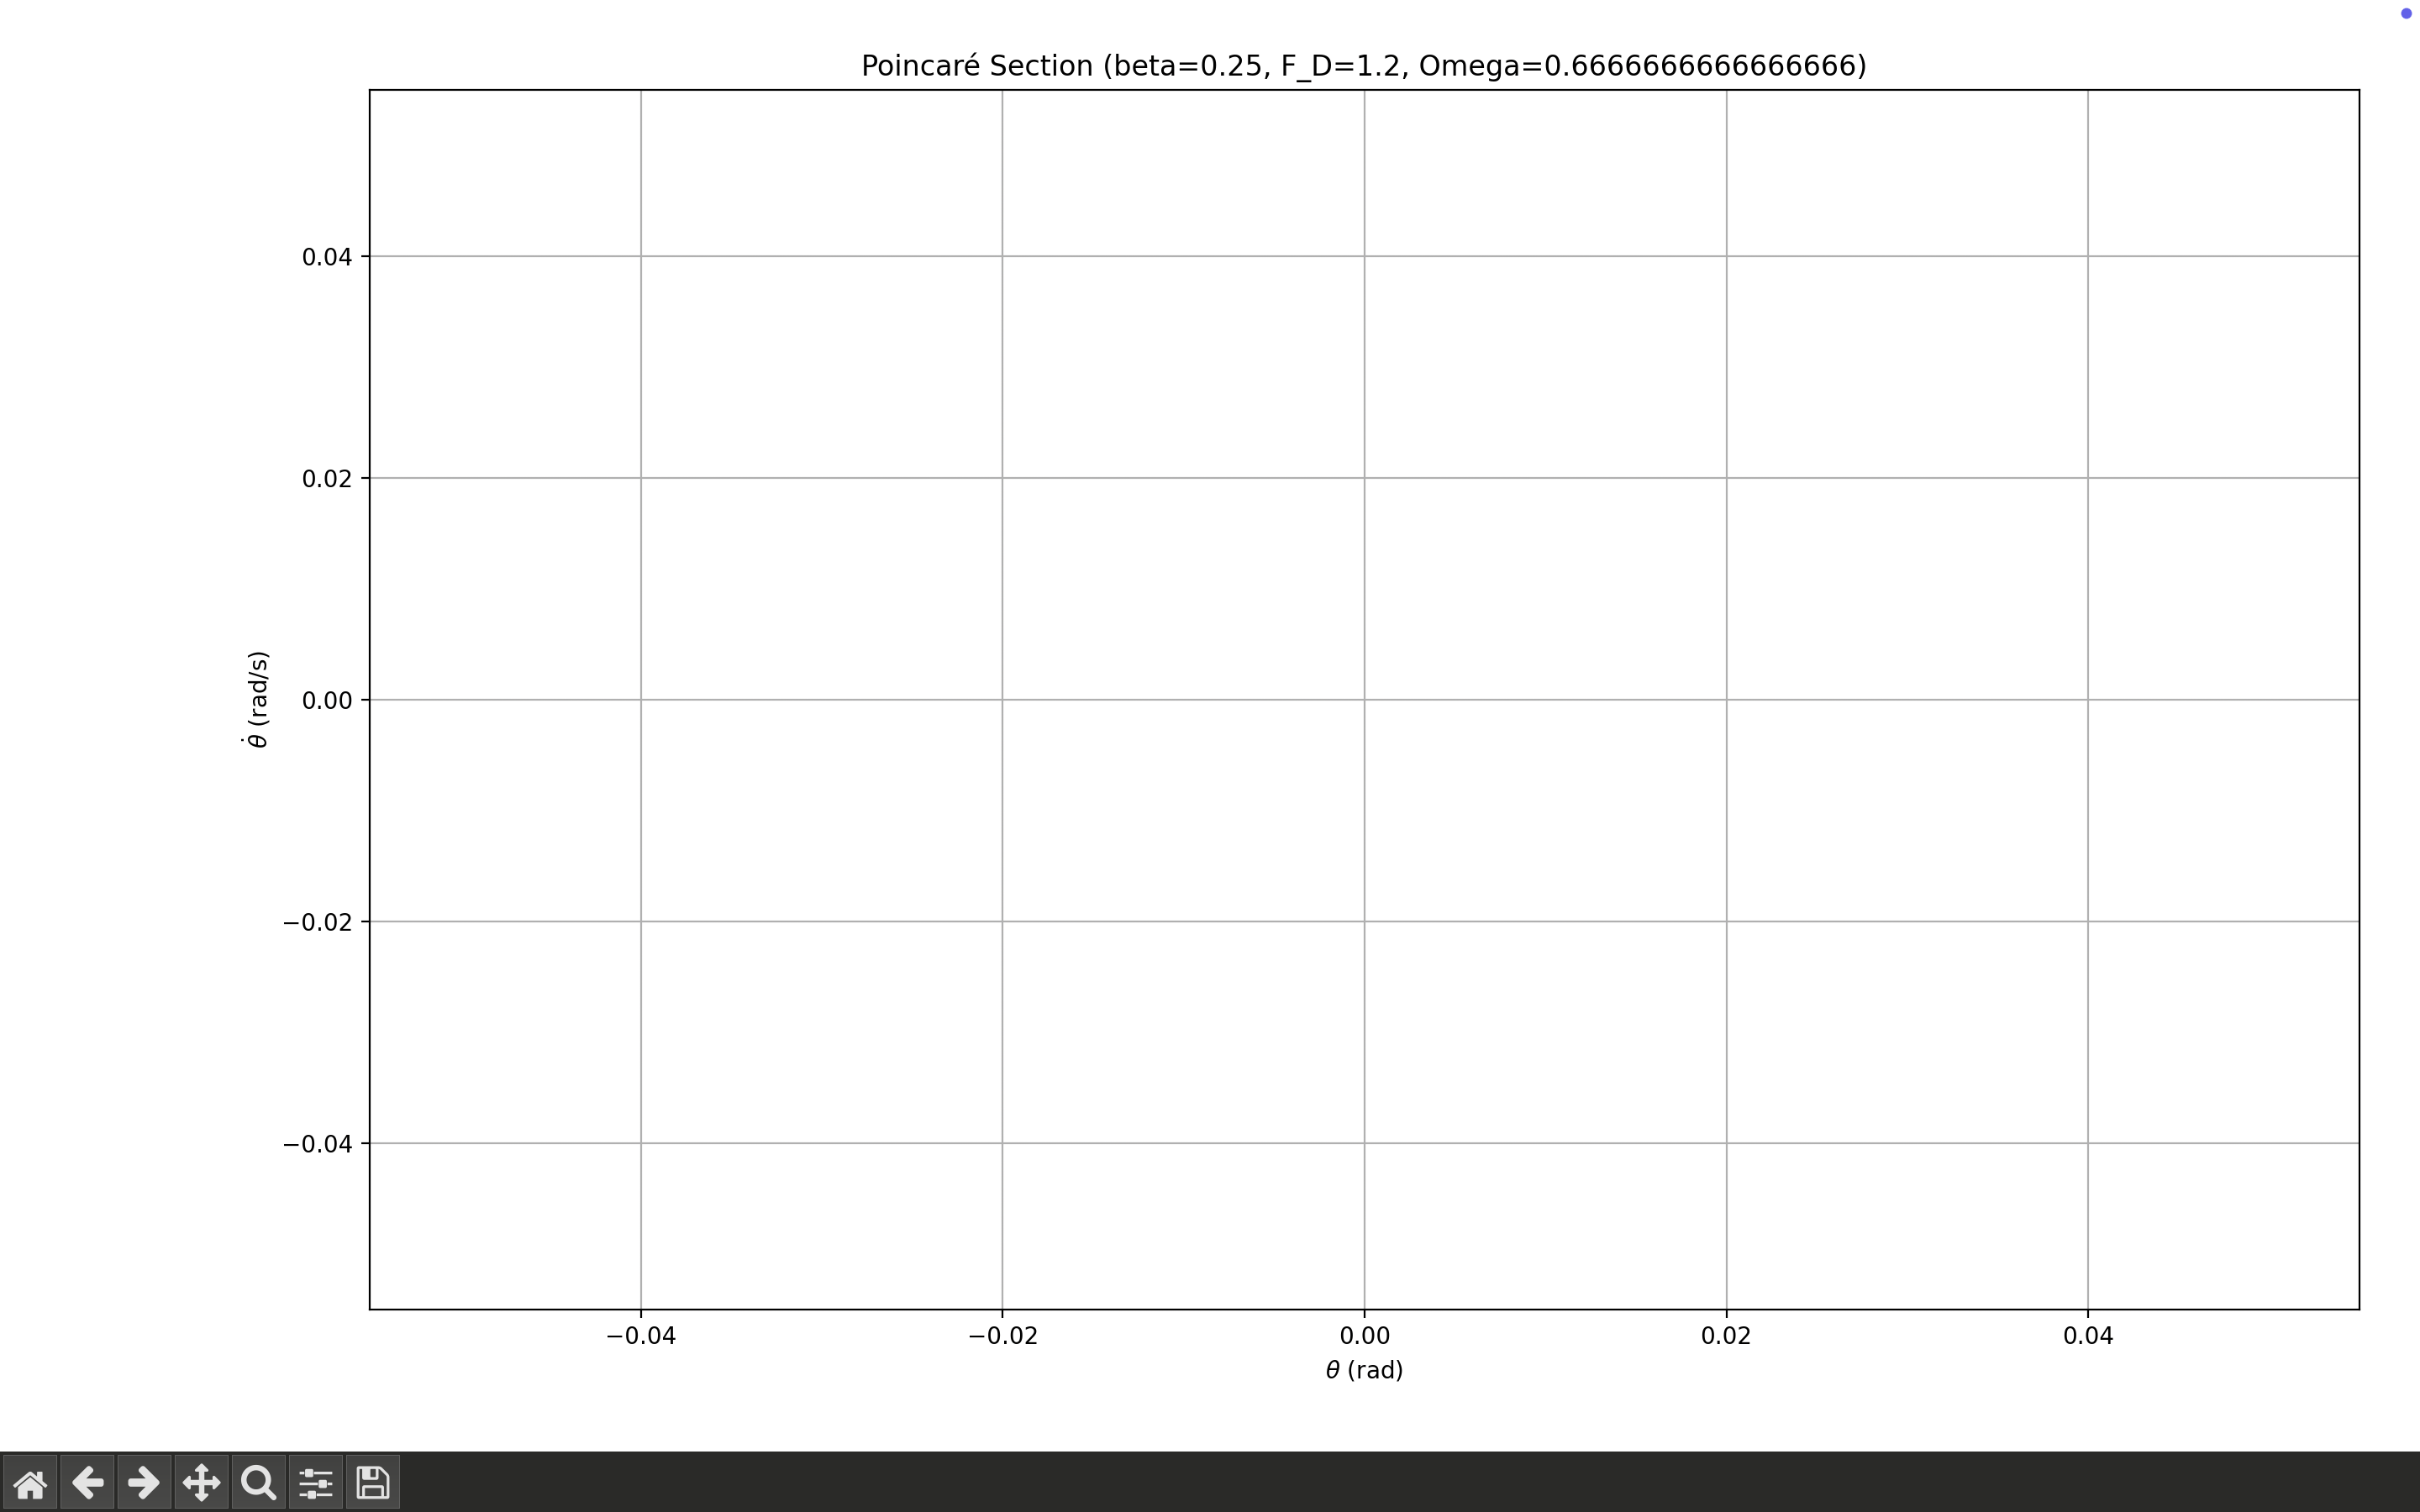 Poincaré Section (beta=0.25, F_D=1.2, Omega=0.6666666666666666)
0.04
0.02
0.00
−0.02
−0.04
θ̇ (rad/s)
−0.04 −0.02 0.00 0.02 0.04
θ (rad)